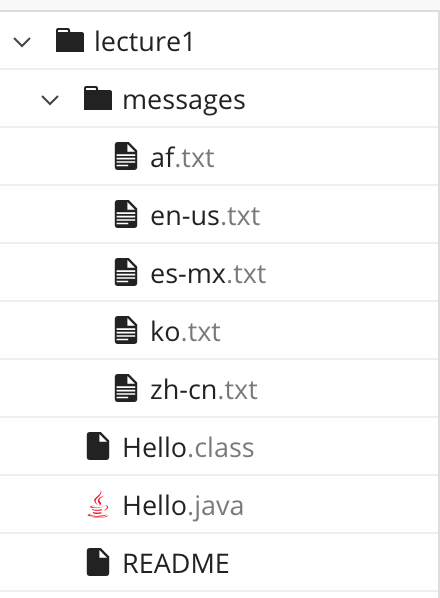 lecture1
messages
af.txt
en-us.txt
es-mx.txt
ko.txt
zh-cn.txt
Hello.class
Hello.java
README